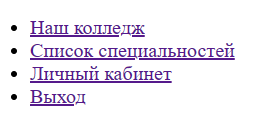 Наш колледж
Список специальностей
Личный кабинет
Выход